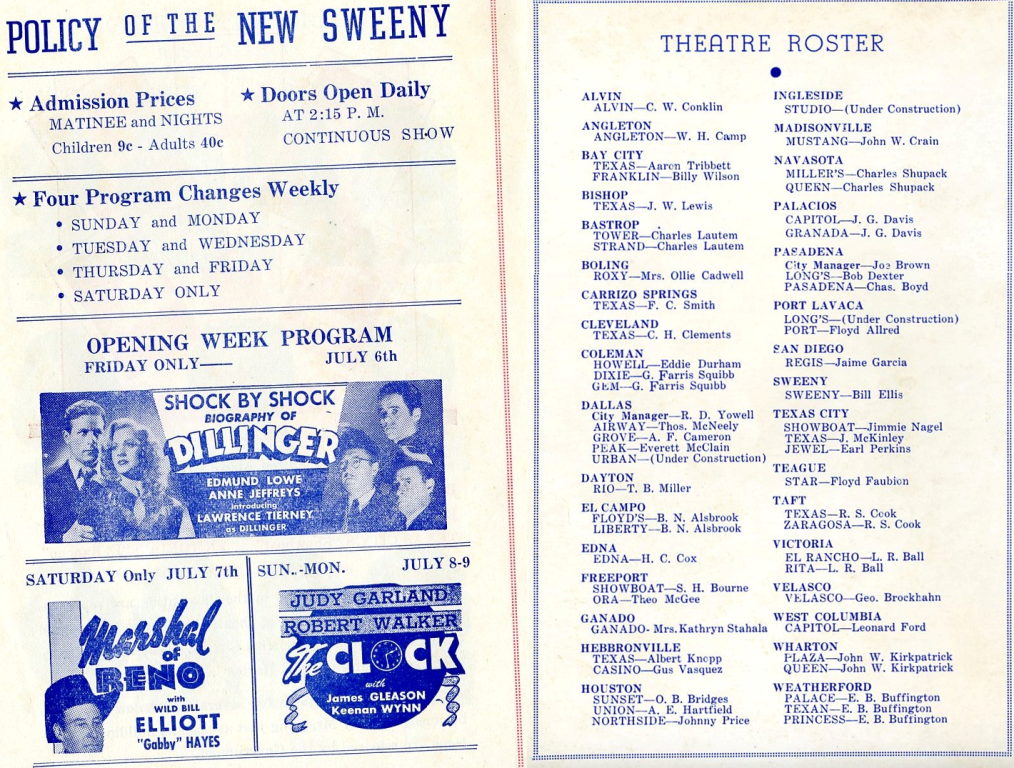 POLICY OF THE NEW SWEENY
★ Admission Prices
MATINEE and NIGHTS
Children 9c - Adults 40c
★ Doors Open Daily
AT 2:15 P. M.
CONTINUOUS SHOW
★ Four Program Changes Weekly
• SUNDAY and MONDAY
• TUESDAY and WEDNESDAY
• THURSDAY and FRIDAY
• SATURDAY ONLY
OPENING WEEK PROGRAM
FRIDAY ONLY— JULY 6th
SHOCK BY SHOCK
BIOGRAPHY OF
DILLINGER
EDMUND LOWE
ANNE JEFFREYS
introducing
LAWRENCE TIERNEY
as DILLINGER
SATURDAY Only JULY 7th
Marshal
OF
RENO
with
WILD BILL
ELLIOTT
"Gabby" HAYES
SUN.-MON. JULY 8-9
JUDY GARLAND
ROBERT WALKER
The CLOCK
with
James GLEASON
Keenan WYNN
THEATRE ROSTER
ALVIN
ALVIN—C. W. Conklin
ANGLETON
ANGLETON—W. H. Camp
BAY CITY
TEXAS—Aaron Tribbett
FRANKLIN—Billy Wilson
BISHOP
TEXAS—J. W. Lewis
BASTROP
TOWER—Charles Lautem
STRAND—Charles Lautem
BOLING
ROXY—Mrs. Ollie Cadwell
CARRIZO SPRINGS
TEXAS—F. C. Smith
CLEVELAND
TEXAS—C. H. Clements
COLEMAN
HOWELL—Eddie Durham
DIXIE—G. Farris Squibb
GEM—G. Farris Squibb
DALLAS
City Manager—R. D. Yowell
AIRWAY—Thos. McNeely
GROVE—A. F. Cameron
PEAK—Everett McClain
URBAN—(Under Construction)
DAYTON
RIO—T. B. Miller
EL CAMPO
FLOYD'S—B. N. Alsbrook
LIBERTY—B. N. Alsbrook
EDNA
EDNA—H. C. Cox
FREEPORT
SHOWBOAT—S. H. Bourne
ORA—Theo McGee
GANADO
GANADO- Mrs. Kathryn Stahala
HEBBRONVILLE
TEXAS—Albert Knopp
CASINO—Gus Vasquez
HOUSTON
SUNSET—O. B. Bridges
UNION—A. E. Hartfield
NORTHSIDE—Johnny Price
INGLESIDE
STUDIO—(Under Construction)
MADISONVILLE
MUSTANG—John W. Crain
NAVASOTA
MILLER'S—Charles Shupack
QUEEN—Charles Shupack
PALACIOS
CAPITOL—J. G. Davis
GRANADA—J. G. Davis
PASADENA
City Manager—Joe Brown
LONG'S—Bob Dexter
PASADENA—Chas. Boyd
PORT LAVACA
LONG'S—(Under Construction)
PORT—Floyd Allred
SAN DIEGO
REGIS—Jaime Garcia
SWEENY
SWEENY—Bill Ellis
TEXAS CITY
SHOWBOAT—Jimmie Nagel
TEXAS—J. McKinley
JEWEL—Earl Perkins
TEAGUE
STAR—Floyd Faubion
TAFT
TEXAS—R. S. Cook
ZARAGOSA—R. S. Cook
VICTORIA
EL RANCHO—L. R. Ball
RITA—L. R. Ball
VELASCO
VELASCO—Geo. Brockhahn
WEST COLUMBIA
CAPITOL—Leonard Ford
WHARTON
PLAZA—John W. Kirkpatrick
QUEEN—John W. Kirkpatrick
WEATHERFORD
PALACE—E. B. Buffington
TEXAN—E. B. Buffington
PRINCESS—E. B. Buffington